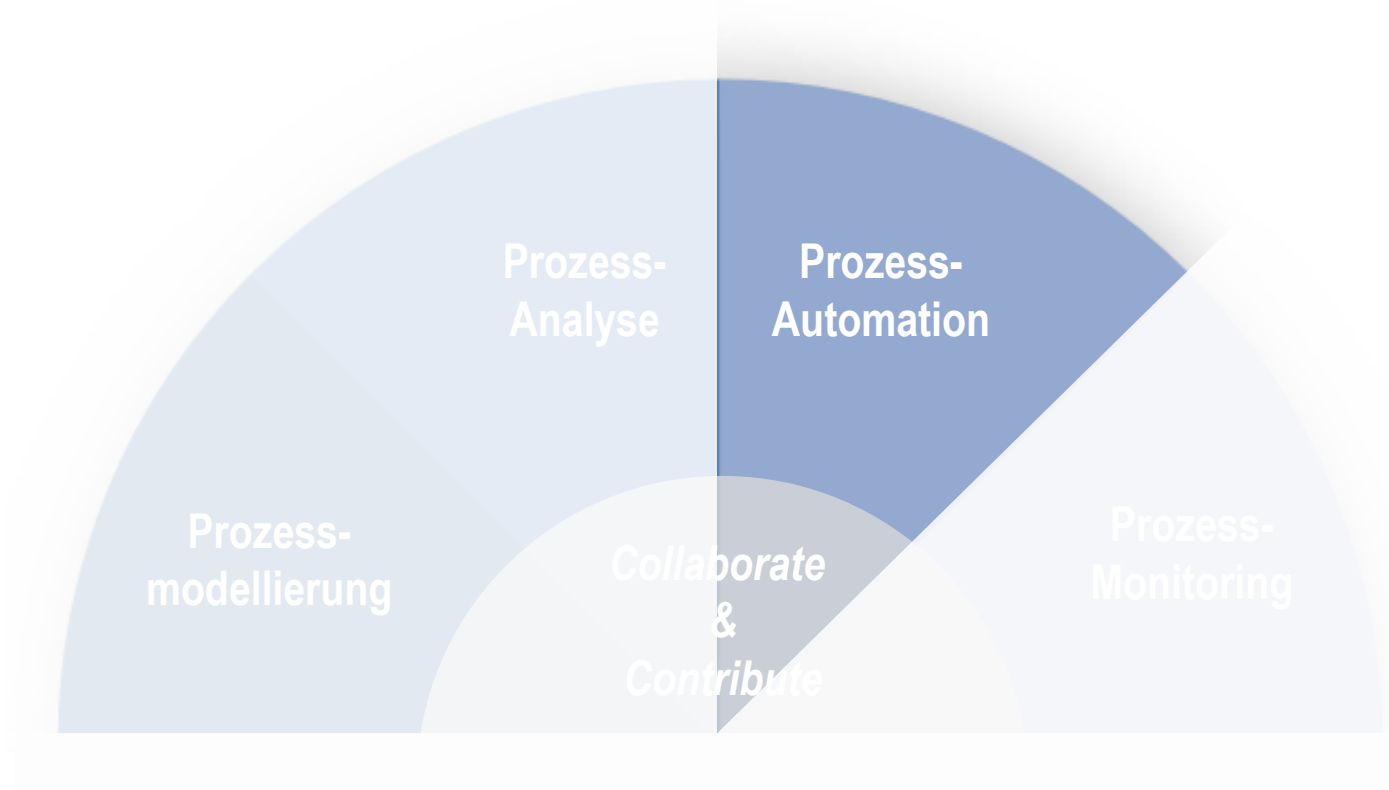 Prozess-
Analyse
Prozess-
Automation
Prozess-
modellierung
Collaborate
&
Contribute
Prozess-
Monitoring